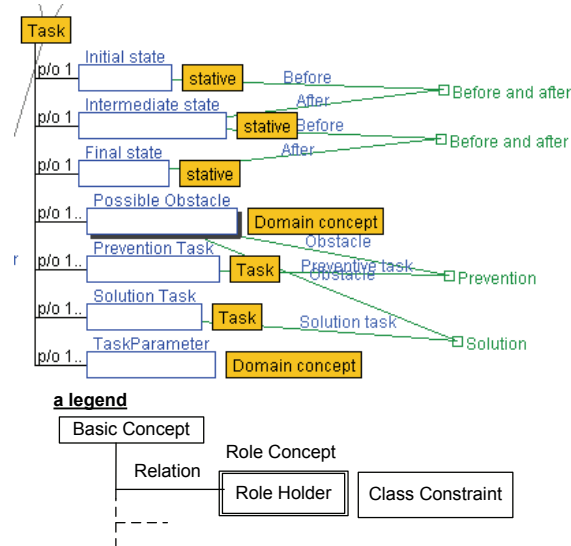 Task
Initial state
p/o 1
stative
Before
Before and after
Intermediate state
After
p/o 1
stative
Before
Before and after
Final state
After
p/o 1
stative
Possible Obstacle
p/o 1..
Domain concept
Obstacle
r
Prevention Task
p/o 1..
Task
Preventive task
Obstacle
Prevention
Solution Task
p/o 1..
Task
Solution task
Solution
TaskParameter
p/o 1..
Domain concept
a legend
Basic Concept
Role Concept
Relation
Role Holder
Class Constraint